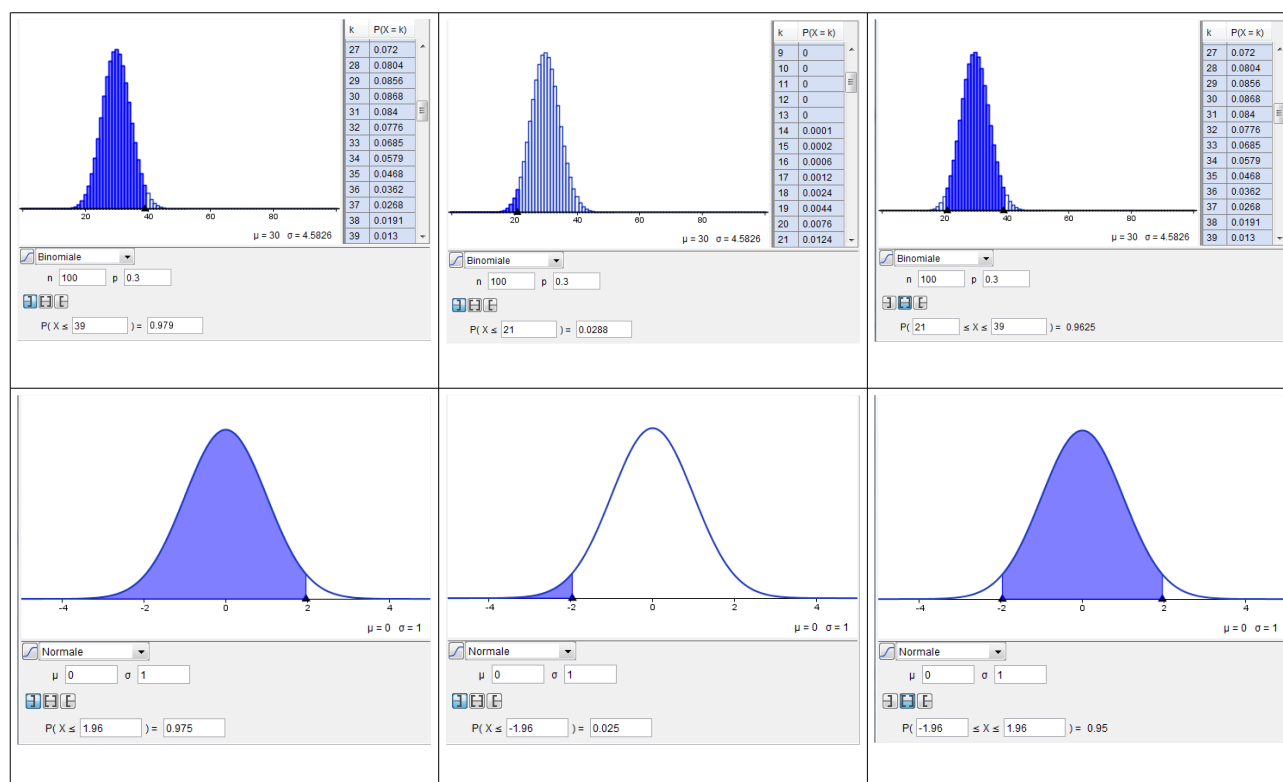 k P(X = k)
27 0.072
28 0.0804
29 0.0856
30 0.0868
31 0.084
32 0.0776
33 0.0685
34 0.0579
35 0.0468
36 0.0362
37 0.0268
38 0.0191
39 0.013
20 40 60 80
μ = 30 σ = 4.5826
Binomiale
n 100 p 0.3
P( X ≤ 39 ) = 0.979
k P(X = k)
9 0
10 0
11 0
12 0
13 0
14 0.0001
15 0.0002
16 0.0006
17 0.0012
18 0.0024
19 0.0044
20 0.0076
21 0.0124
20 40 60 80
μ = 30 σ = 4.5826
Binomiale
n 100 p 0.3
P( X ≤ 21 ) = 0.0288
k P(X = k)
27 0.072
28 0.0804
29 0.0856
30 0.0868
31 0.084
32 0.0776
33 0.0685
34 0.0579
35 0.0468
36 0.0362
37 0.0268
38 0.0191
39 0.013
20 40 60 80
μ = 30 σ = 4.5826
Binomiale
n 100 p 0.3
P( 21 ≤ X ≤ 39 ) = 0.9625
-4 -2 0 2 4
μ = 0 σ = 1
Normale
μ 0 σ 1
P( X ≤ 1.96 ) = 0.975
-4 -2 0 2 4
μ = 0 σ = 1
Normale
μ 0 σ 1
P( X ≤ -1.96 ) = 0.025
-4 -2 0 2 4
μ = 0 σ = 1
Normale
μ 0 σ 1
P( -1.96 ≤ X ≤ 1.96 ) = 0.95